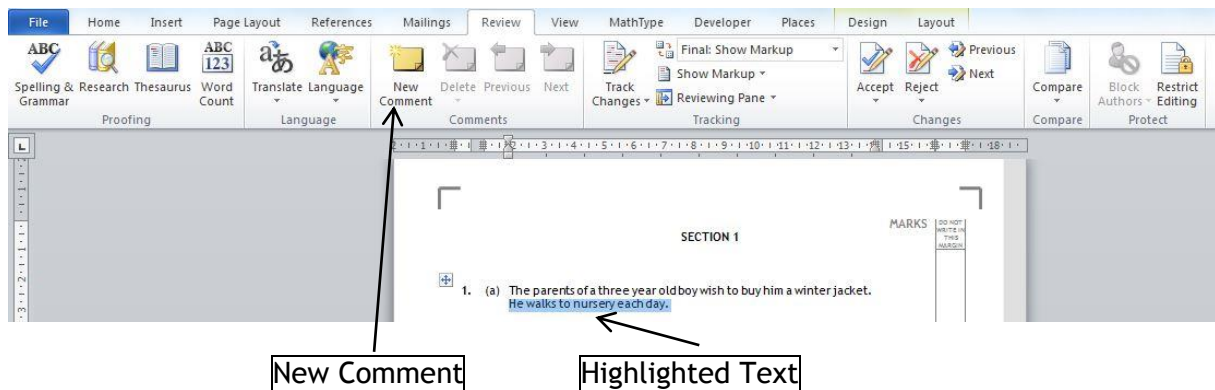 File Home Insert Page Layout References Mailings Review View MathType Developer Places Design Layout
ABC
Spelling & Grammar
Research
Thesaurus
ABC 123
Word Count
Translate
Language
New Comment
Delete
Previous
Next
Track Changes
Final: Show Markup
Show Markup
Reviewing Pane
Accept
Reject
Previous
Next
Compare
Block Authors
Restrict Editing
Proofing Language Comments Tracking Changes Compare Protect
MARKS
DO NOT
WRITE IN
THIS
MARGIN
SECTION 1
1. (a) The parents of a three year old boy wish to buy him a winter jacket.
He walks to nursery each day.
New Comment
Highlighted Text